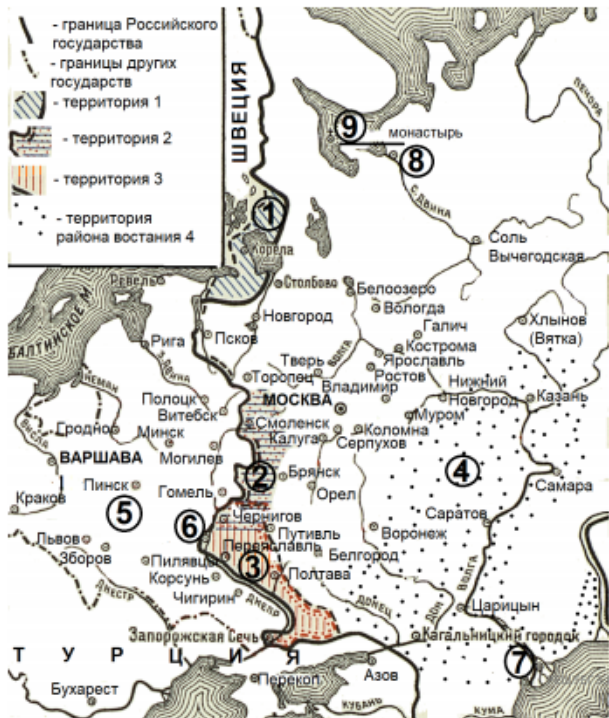 - граница Российского
государства
- границы других
государств
- территория 1
- территория 2
- территория 3
- территория
района востания 4
ШВЕЦИЯ
ПЕЧОРА
9
монастырь
8
С. ДВИНА
1
Корела
Соль
Вычегодская
Ревель
Столбово
Белоозеро
Вологда
БАЛТИЙСКОЕ М.
Новгород
Галич
Хлынов
(Вятка)
Псков
Кострома
Рига
Тверь
ВОЛГА
Ярославль
Ростов
З. ДВИНА
Торопец
Владимир
Нижний
Новгород
Казань
НЕМАН
Полоцк
Витебск
МОСКВА
Муром
Гродно
Минск
Смоленск
Калуга
Коломна
Серпухов
ВИСЛА
ВАРШАВА
Могилев
2
4
Самара
Краков
Пинск
Гомель
Брянск
Орел
5
Саратов
6
Чернигов
Путивль
Воронеж
Львов
Переяславль
Белгород
Зборов
Пилявцы
3
Полтава
ВОЛГА
Корсунь
ДОНЕЦ
ДОН
Царицын
ДНЕСТР
Чигирин
ДНЕПР
Запорожская Сечь
Кагальницкий городок
ТУРЦИЯ
7
Азов
Перекоп
Бухарест
КУБАНЬ
КУМА